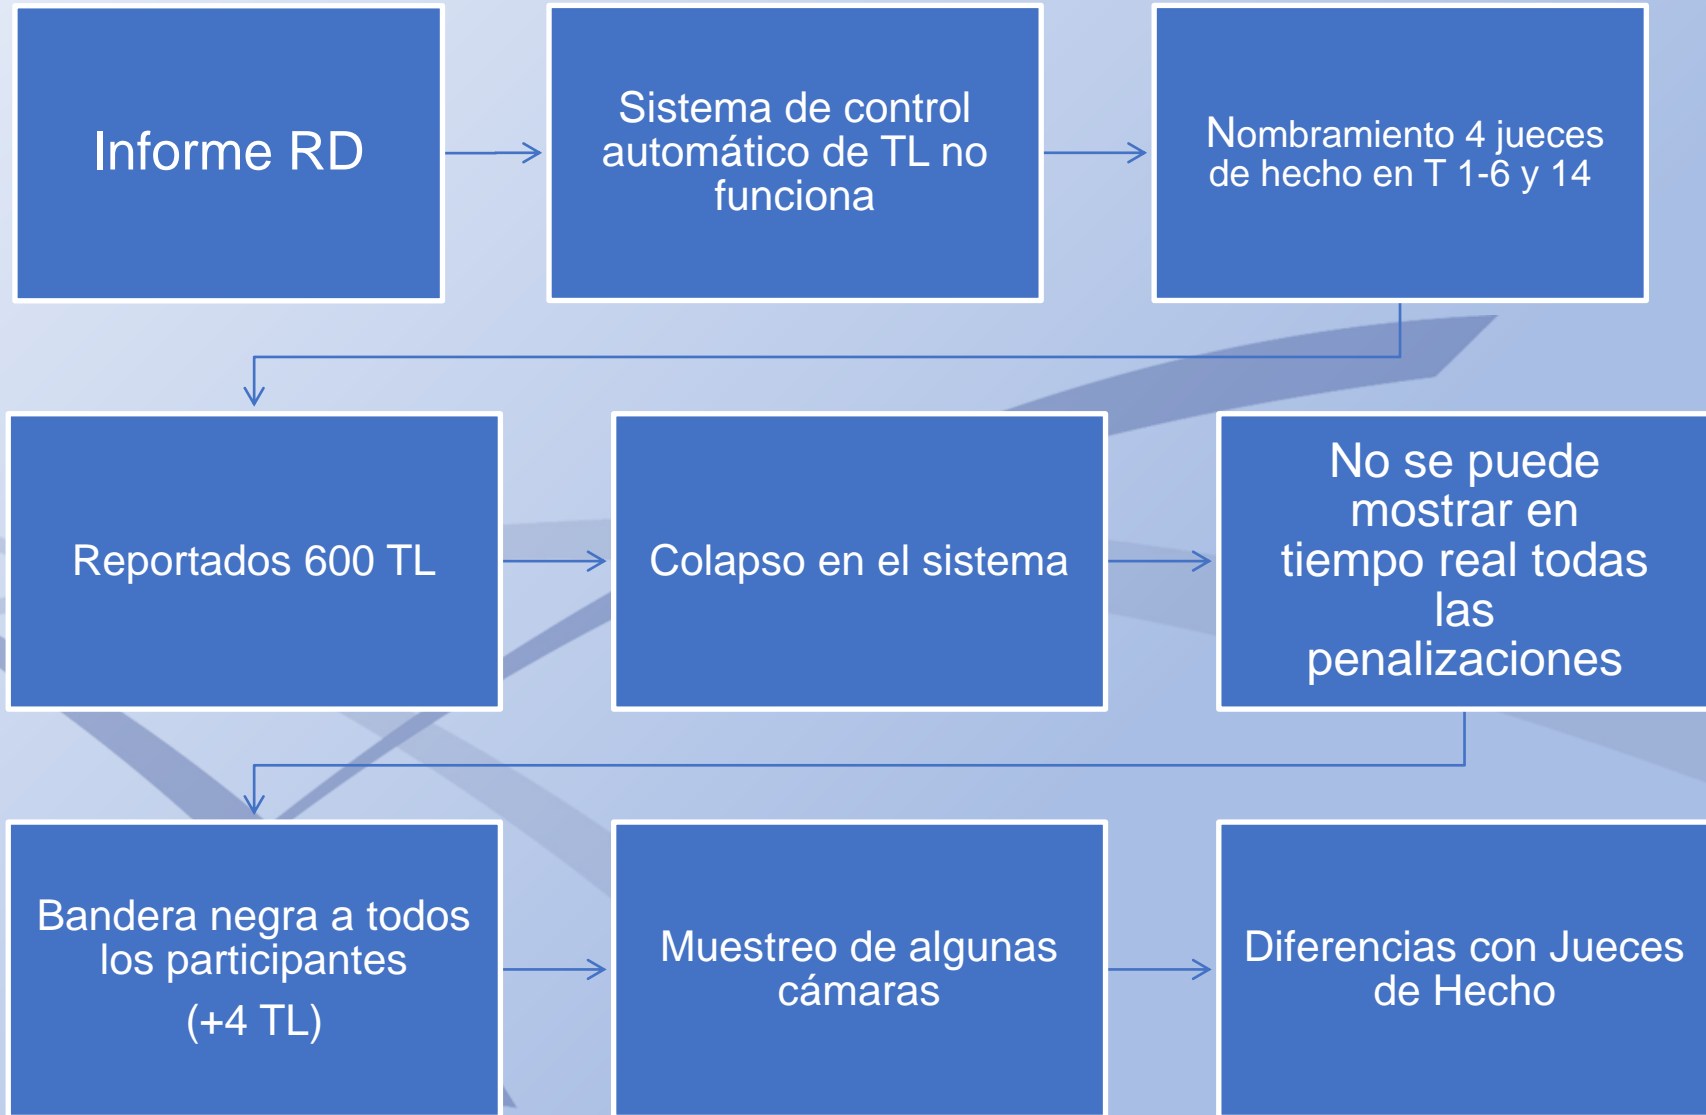 Informe RD
Sistema de control
automático de TL no
funciona
Nombramiento 4 jueces
de hecho en T 1-6 y 14
Reportados 600 TL
Colapso en el sistema
No se puede
mostrar en
tiempo real todas
las
penalizaciones
Bandera negra a todos
los participantes
(+4 TL)
Muestreo de algunas
cámaras
Diferencias con Jueces
de Hecho